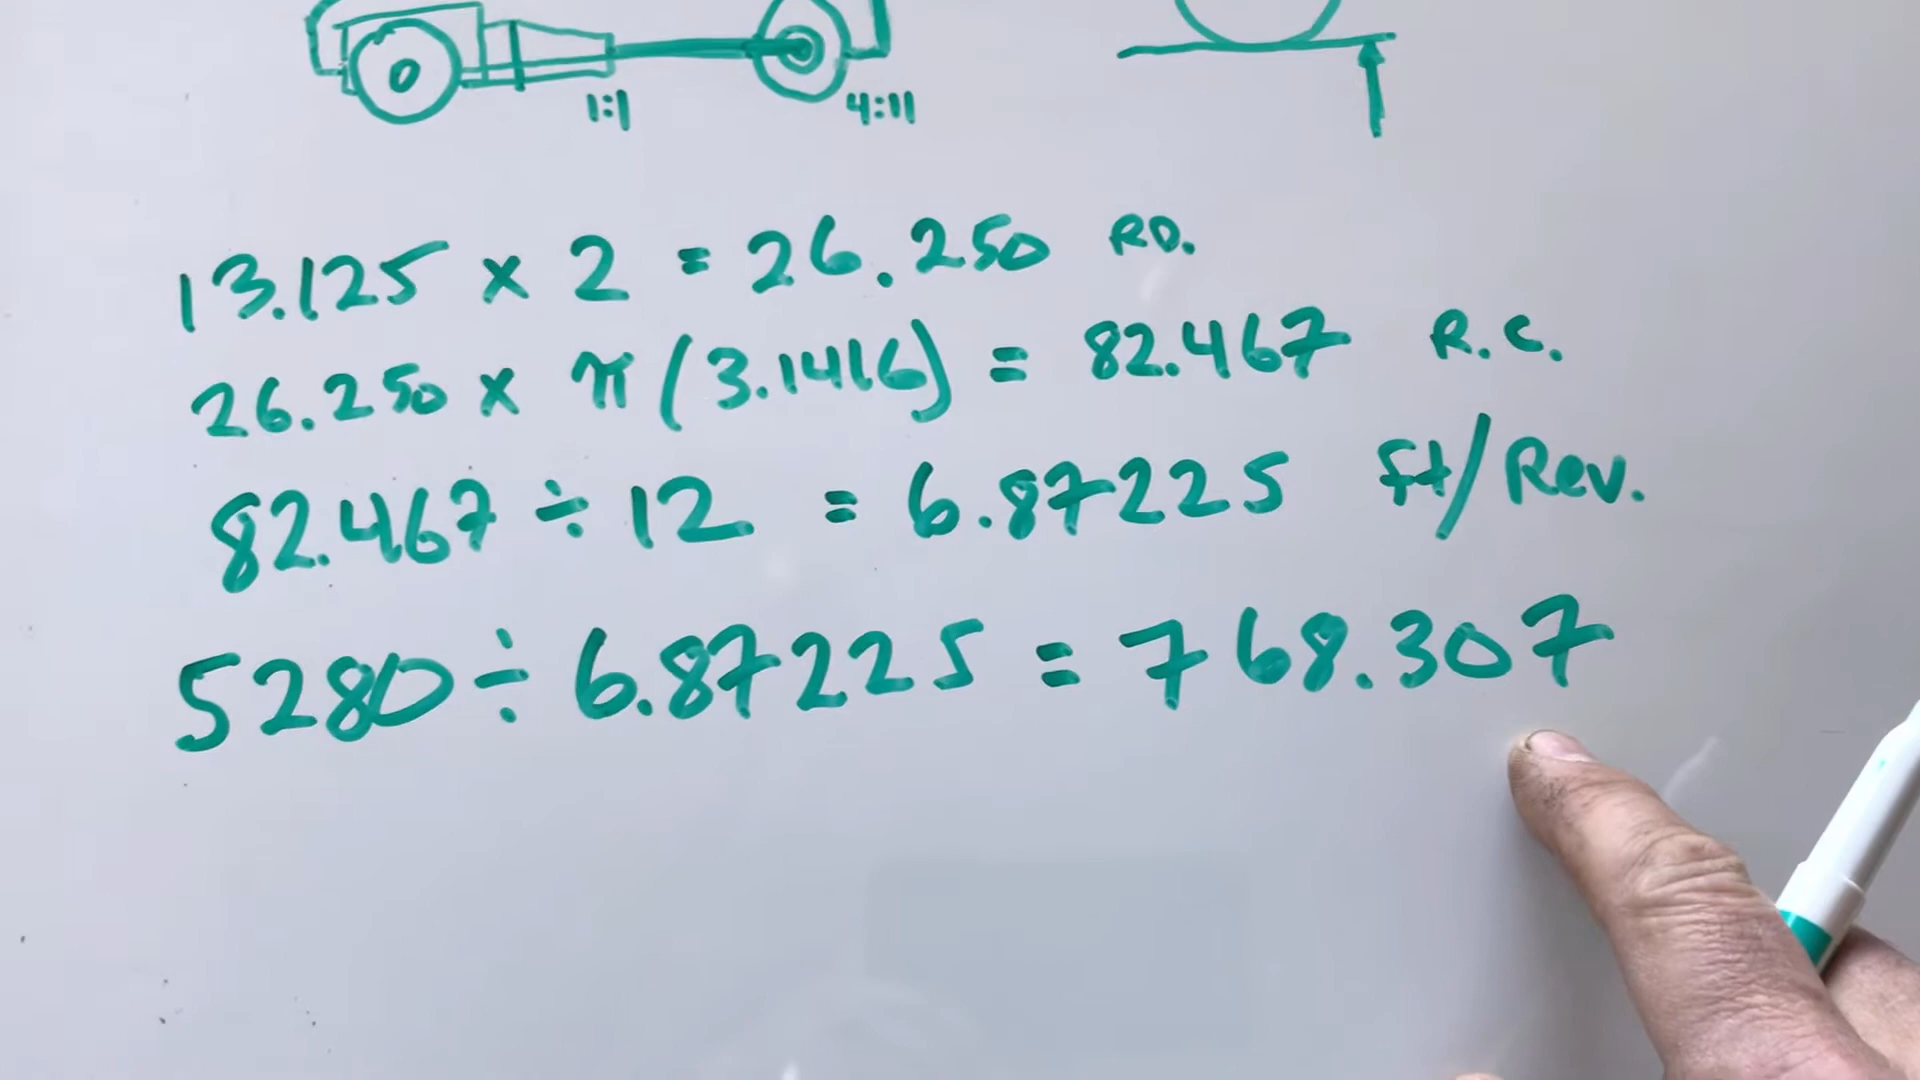 0
1:1 4:11
13.125 x 2 = 26.250 RD.
26.250 x π (3.1416) = 82.467 R.C.
82.467 ÷ 12 = 6.87225 ft/Rev.
5280 ÷ 6.87225 = 768.307